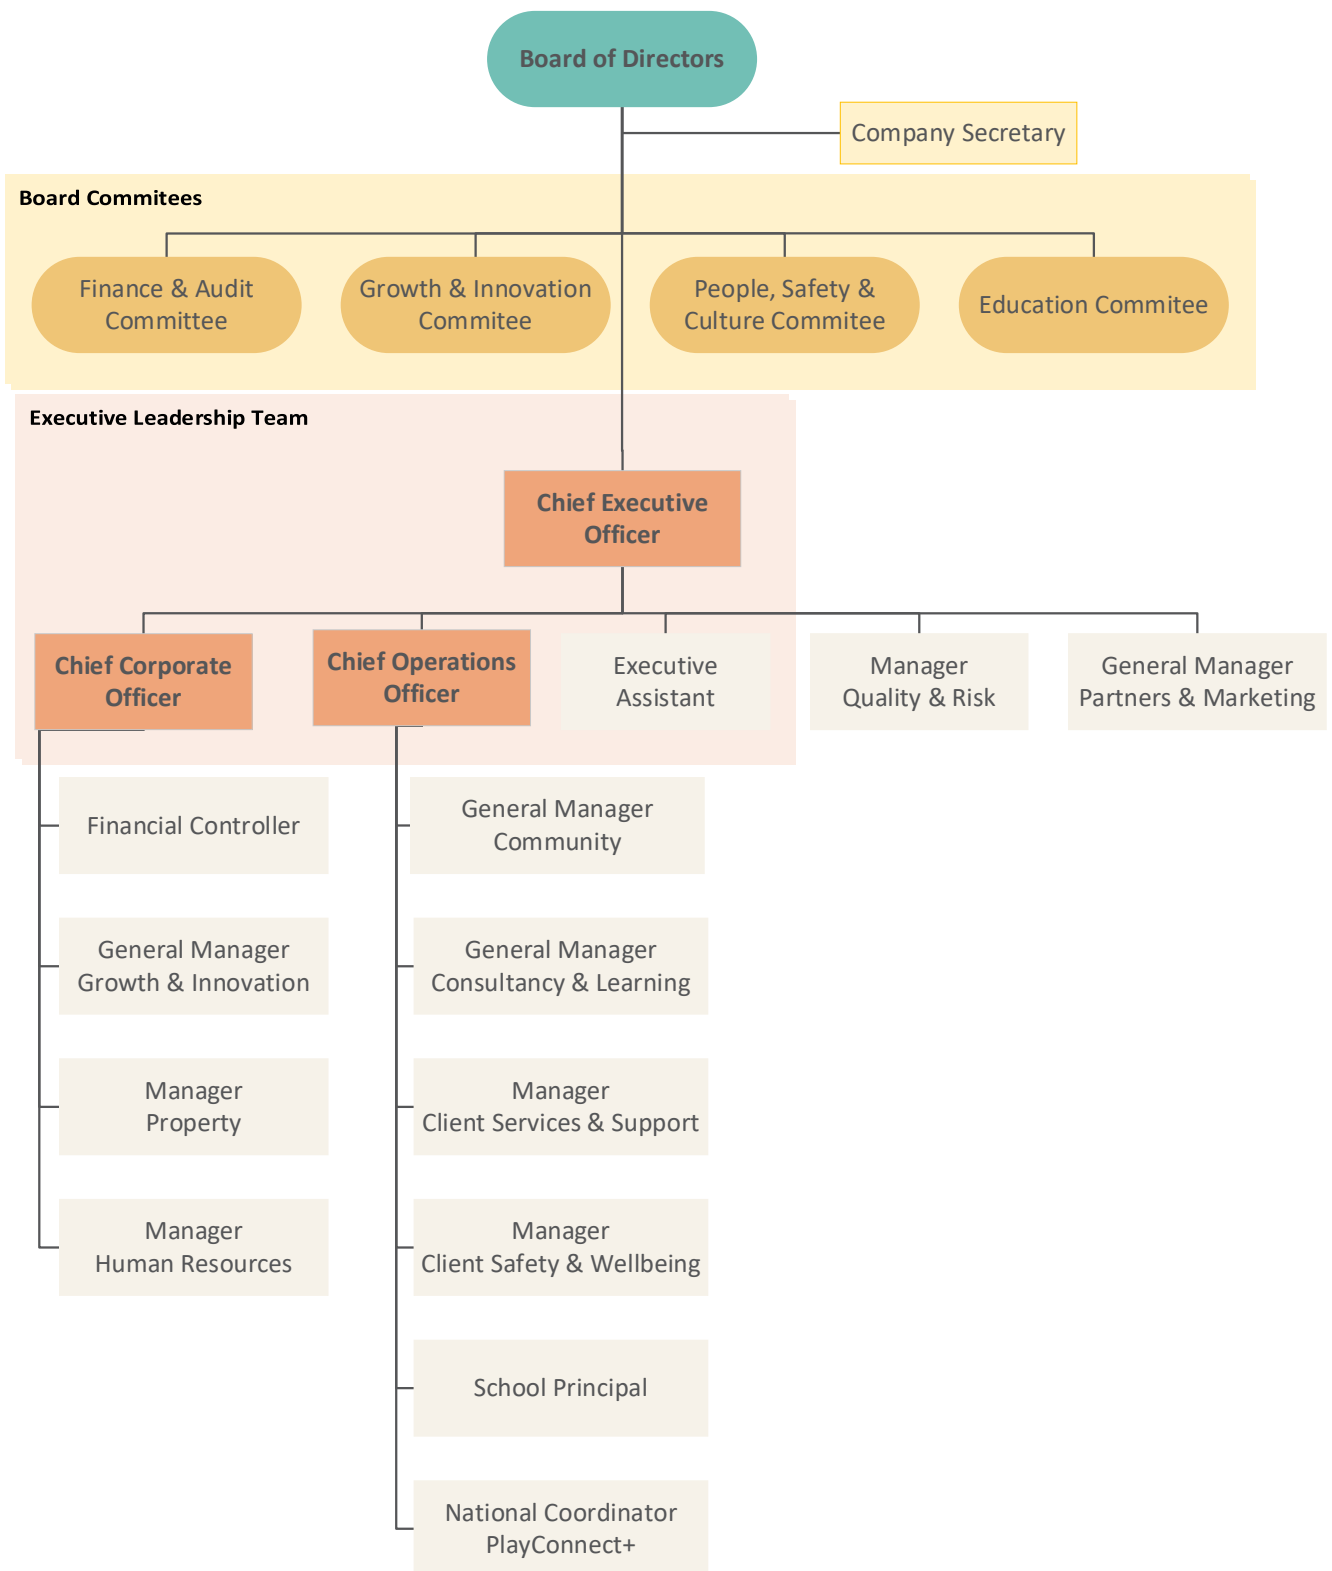 Board of Directors
Company Secretary
Board Commitees
Finance & Audit
Committee
Growth & Innovation
Commitee
People, Safety &
Culture Commitee
Education Commitee
Executive Leadership Team
Chief Executive
Officer
Chief Corporate
Officer
Chief Operations
Officer
Executive
Assistant
Manager
Quality & Risk
General Manager
Partners & Marketing
Financial Controller
General Manager
Growth & Innovation
Manager
Property
Manager
Human Resources
General Manager
Community
General Manager
Consultancy & Learning
Manager
Client Services & Support
Manager
Client Safety & Wellbeing
School Principal
National Coordinator
PlayConnect+